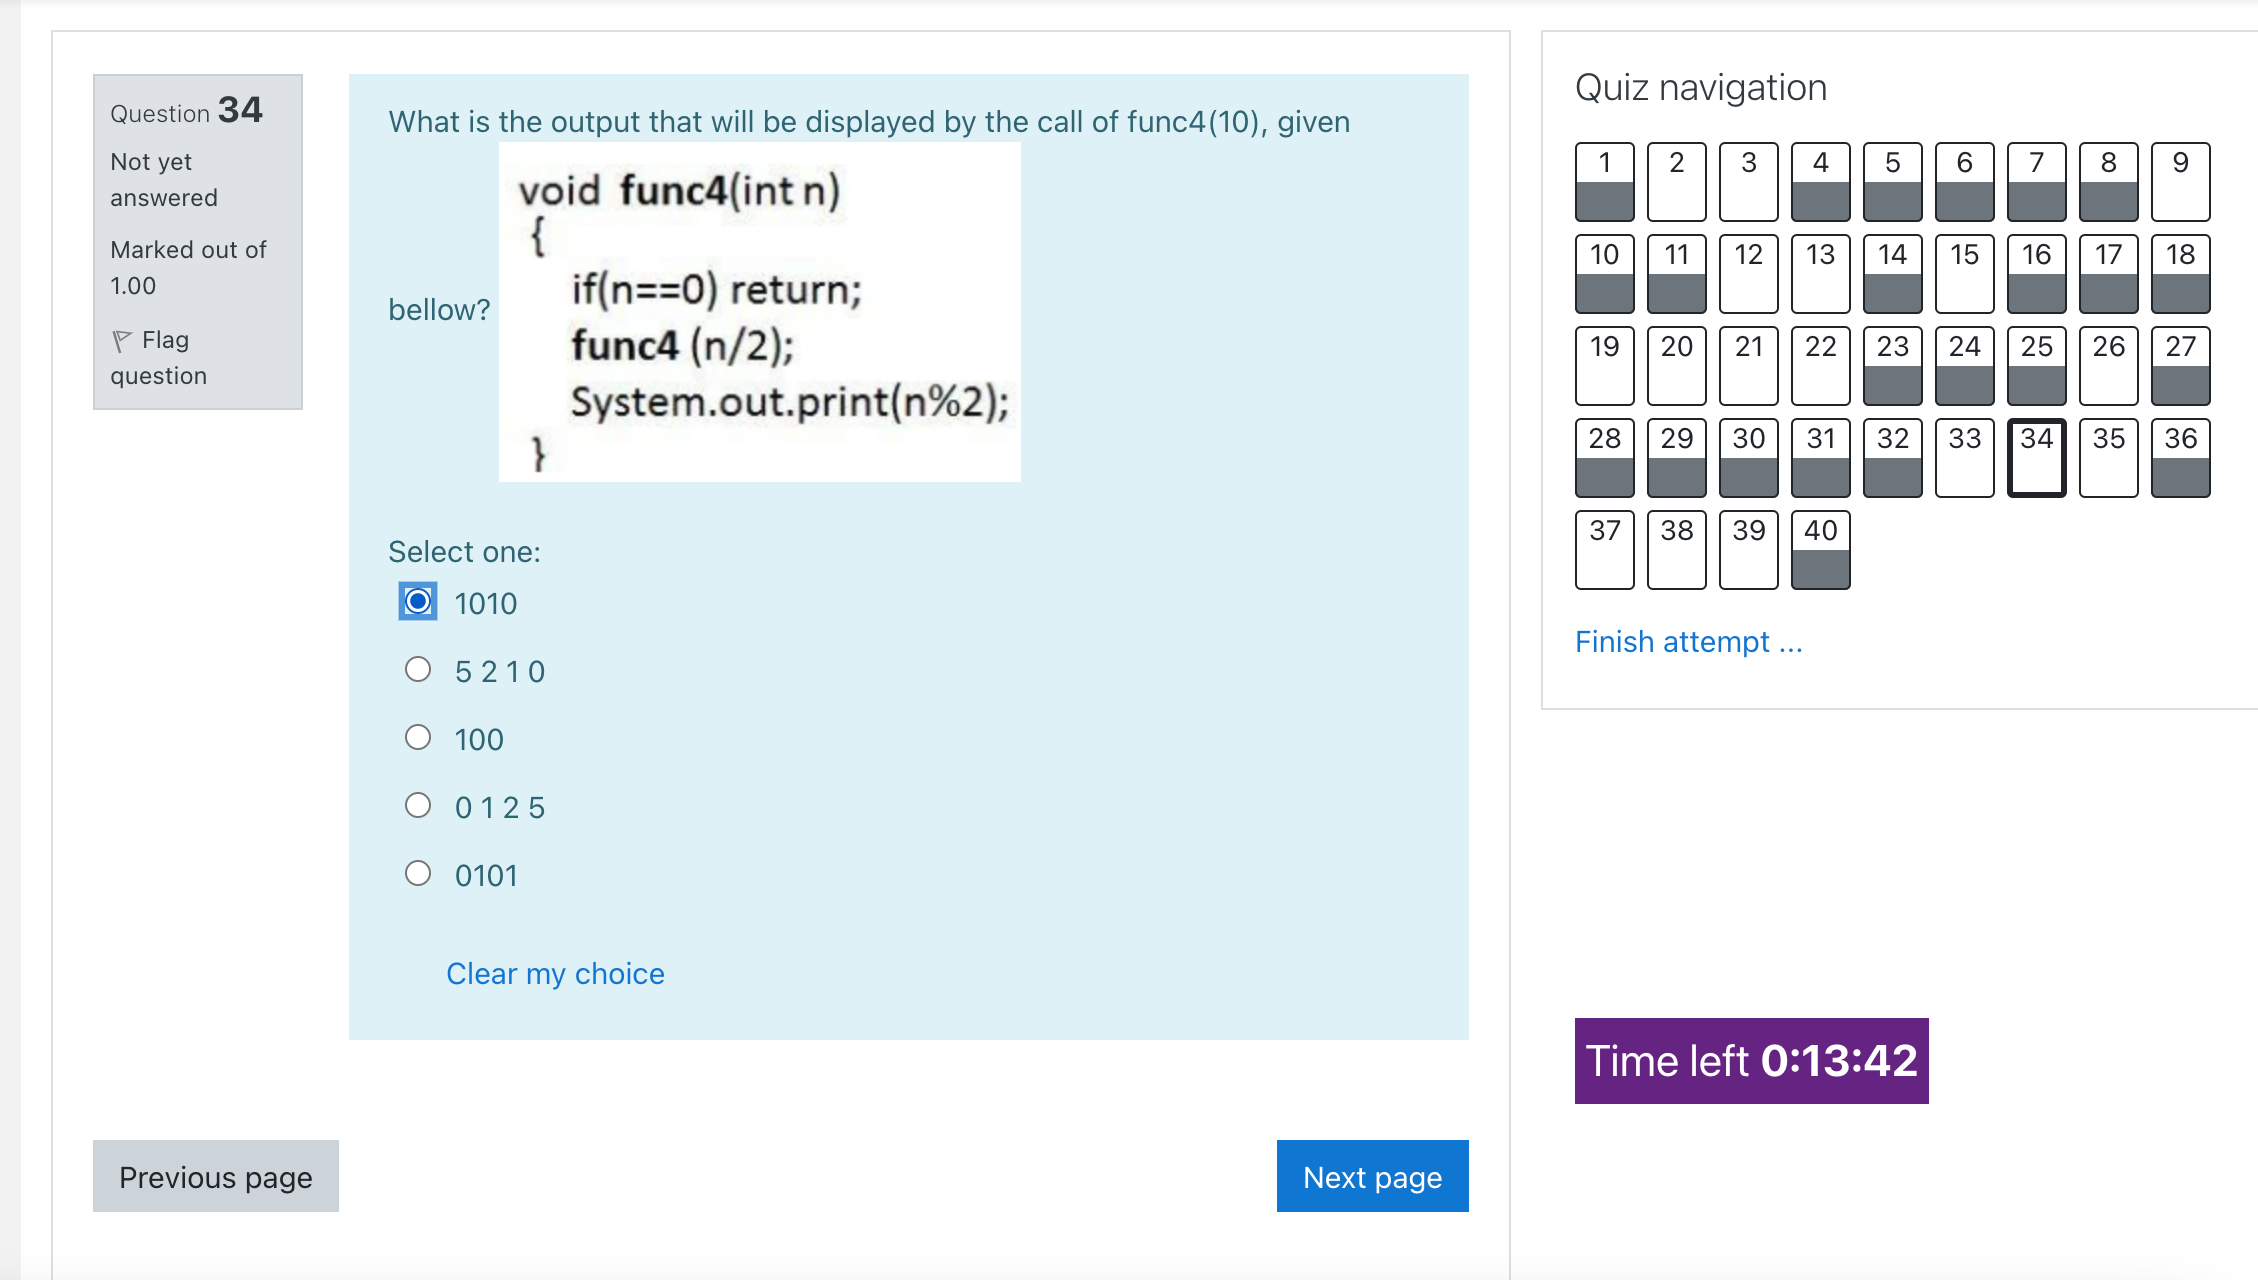 Question 34
Not yet
answered
Marked out of
1.00
Flag
question
What is the output that will be displayed by the call of func4(10), given
bellow?
void func4(int n)
{
if(n==0) return;
func4 (n/2);
System.out.print(n%2);
}
Select one:
1010
5 2 1 0
100
0 1 2 5
0101
Clear my choice
Previous page
Next page
Quiz navigation
1 2 3 4 5 6 7 8 9
10 11 12 13 14 15 16 17 18
19 20 21 22 23 24 25 26 27
28 29 30 31 32 33 34 35 36
37 38 39 40
Finish attempt ...
Time left 0:13:42